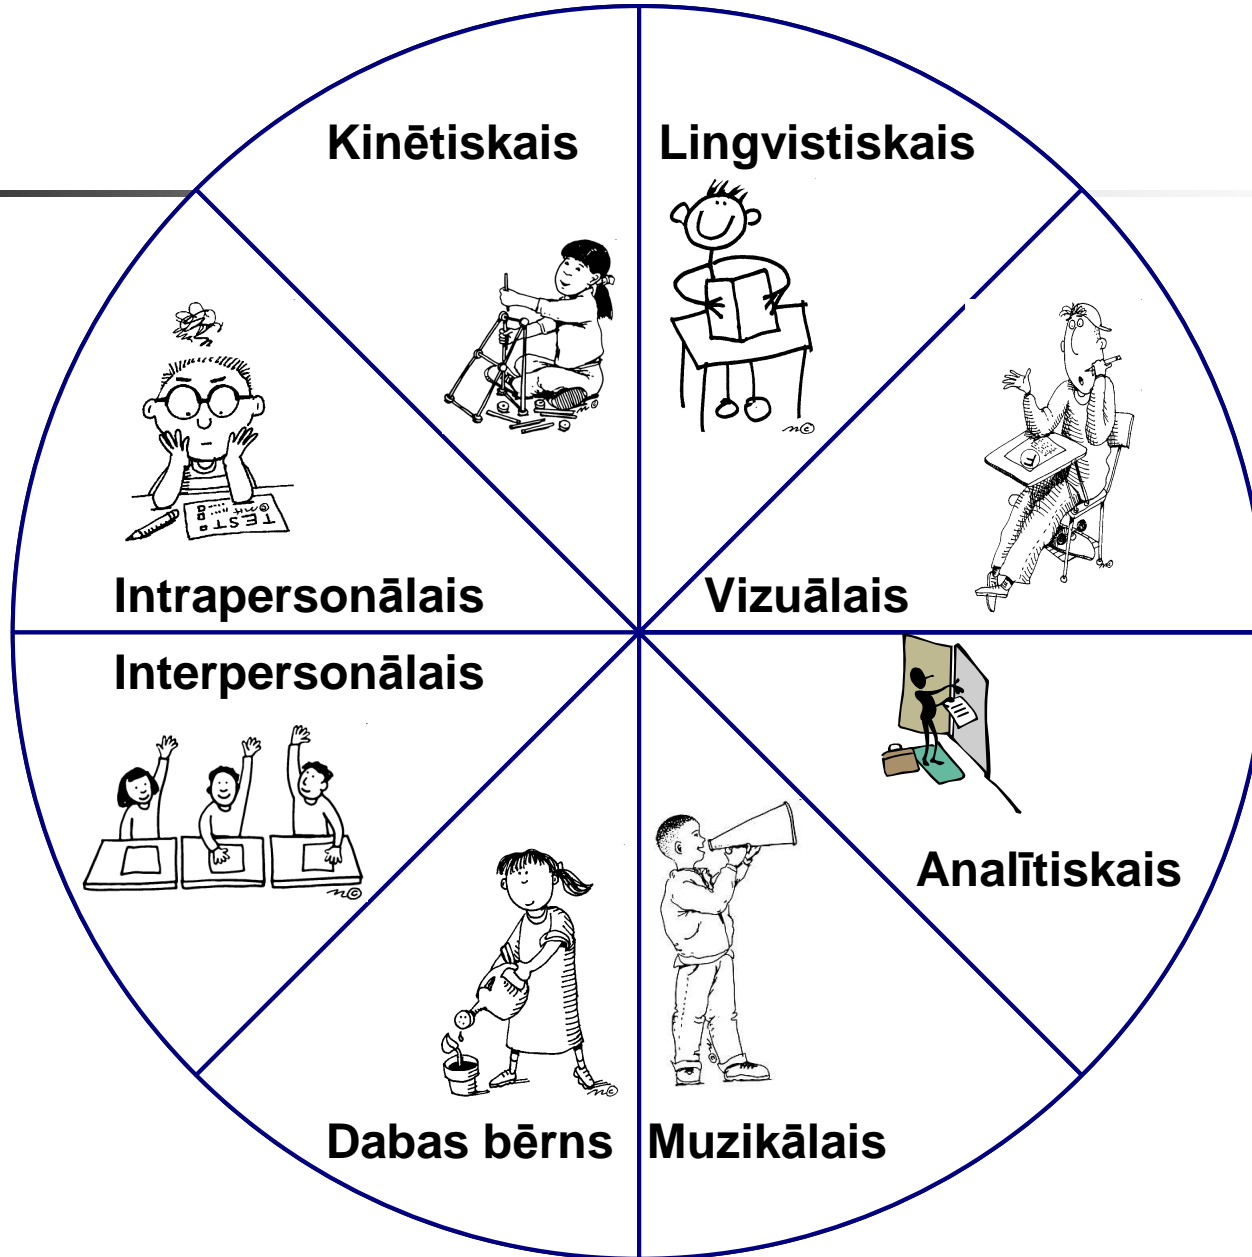 Kinētiskais
Lingvistiskais
Intrapersonālais
TEST
Vizuālais
Interpersonālais
Analītiskais
Dabas bērns
Muzikālais